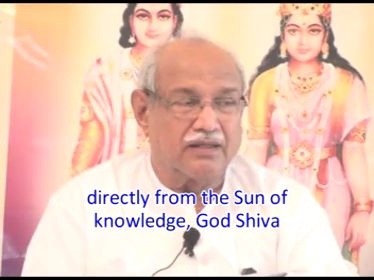 directly from the Sun of
knowledge, God Shiva